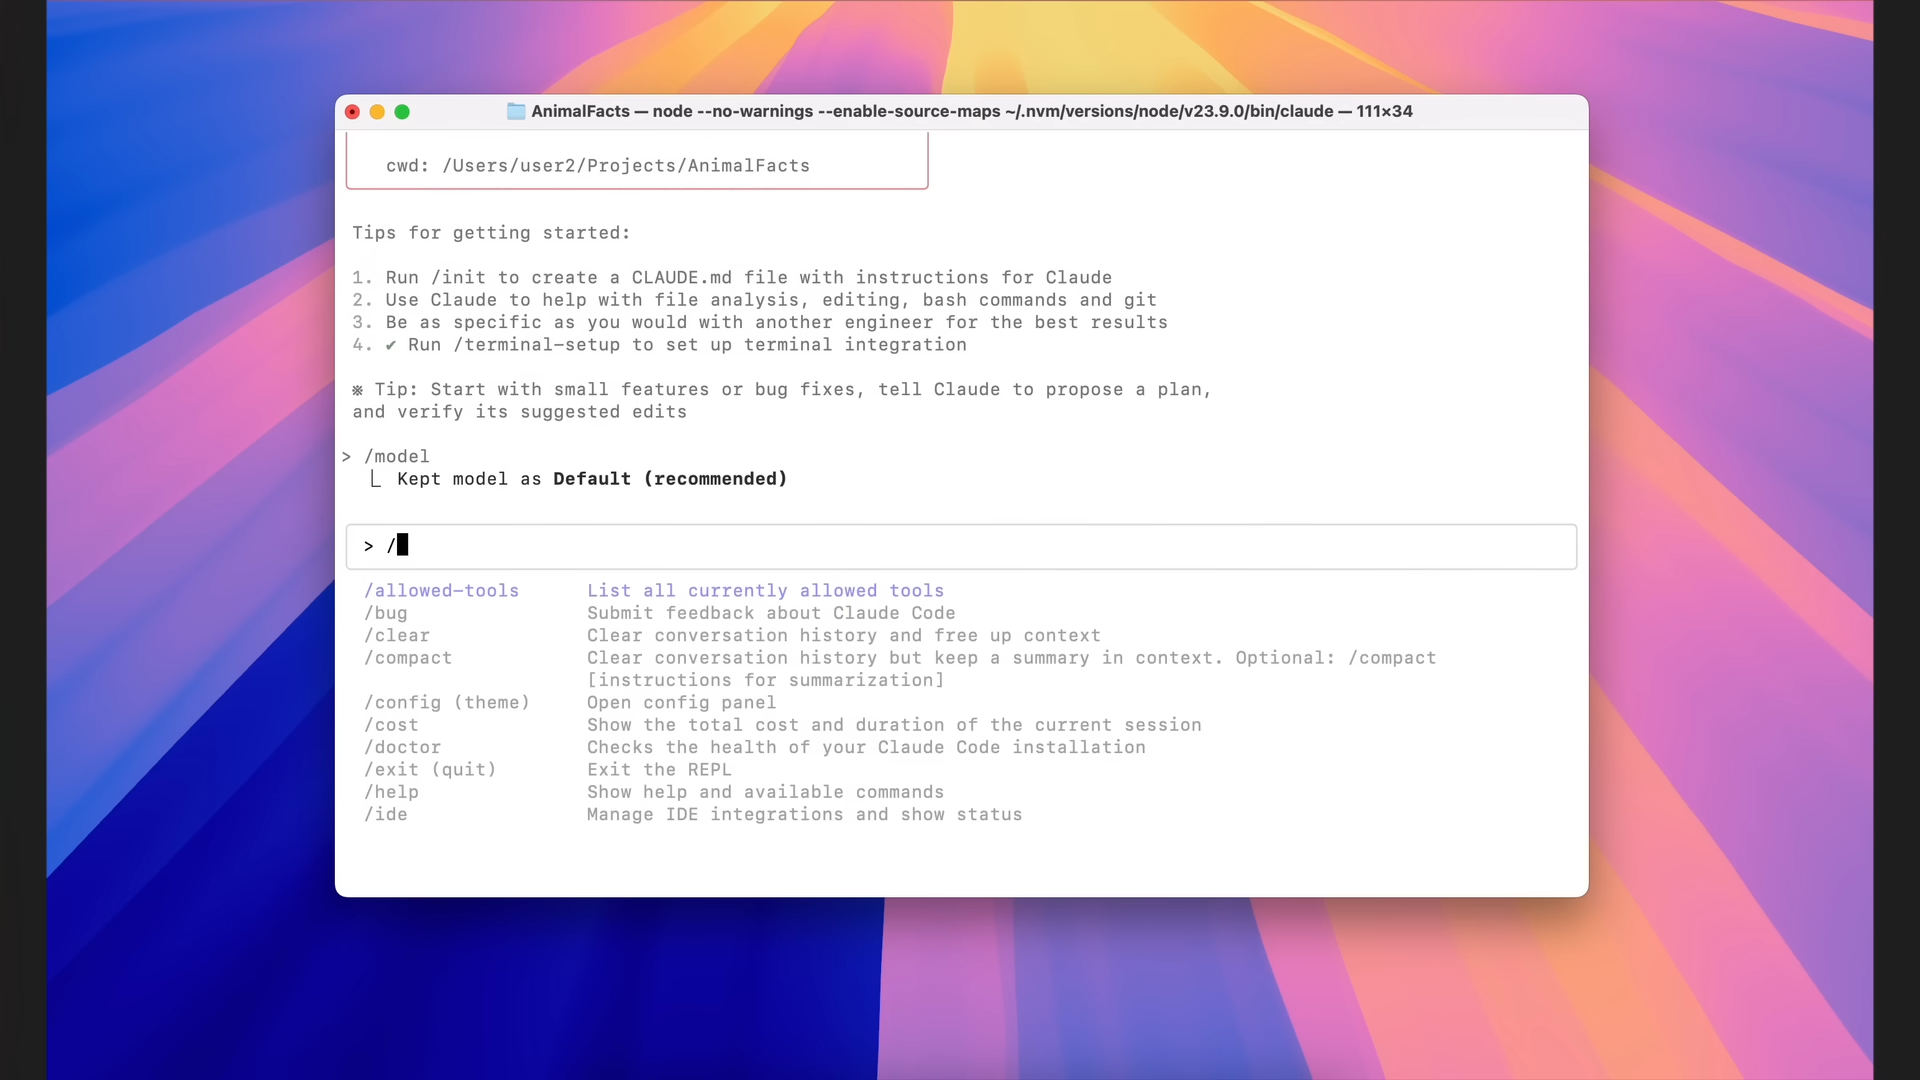 AnimalFacts — node --no-warnings --enable-source-maps ~/.nvm/versions/node/v23.9.0/bin/claude — 111×34
cwd: /Users/user2/Projects/AnimalFacts
Tips for getting started:
1. Run /init to create a CLAUDE.md file with instructions for Claude
2. Use Claude to help with file analysis, editing, bash commands and git
3. Be as specific as you would with another engineer for the best results
4. ✔ Run /terminal-setup to set up terminal integration
※ Tip: Start with small features or bug fixes, tell Claude to propose a plan,
and verify its suggested edits
> /model
⎿ Kept model as Default (recommended)
> /
/allowed-tools List all currently allowed tools
/bug Submit feedback about Claude Code
/clear Clear conversation history and free up context
/compact Clear conversation history but keep a summary in context. Optional: /compact
[instructions for summarization]
/config (theme) Open config panel
/cost Show the total cost and duration of the current session
/doctor Checks the health of your Claude Code installation
/exit (quit) Exit the REPL
/help Show help and available commands
/ide Manage IDE integrations and show status